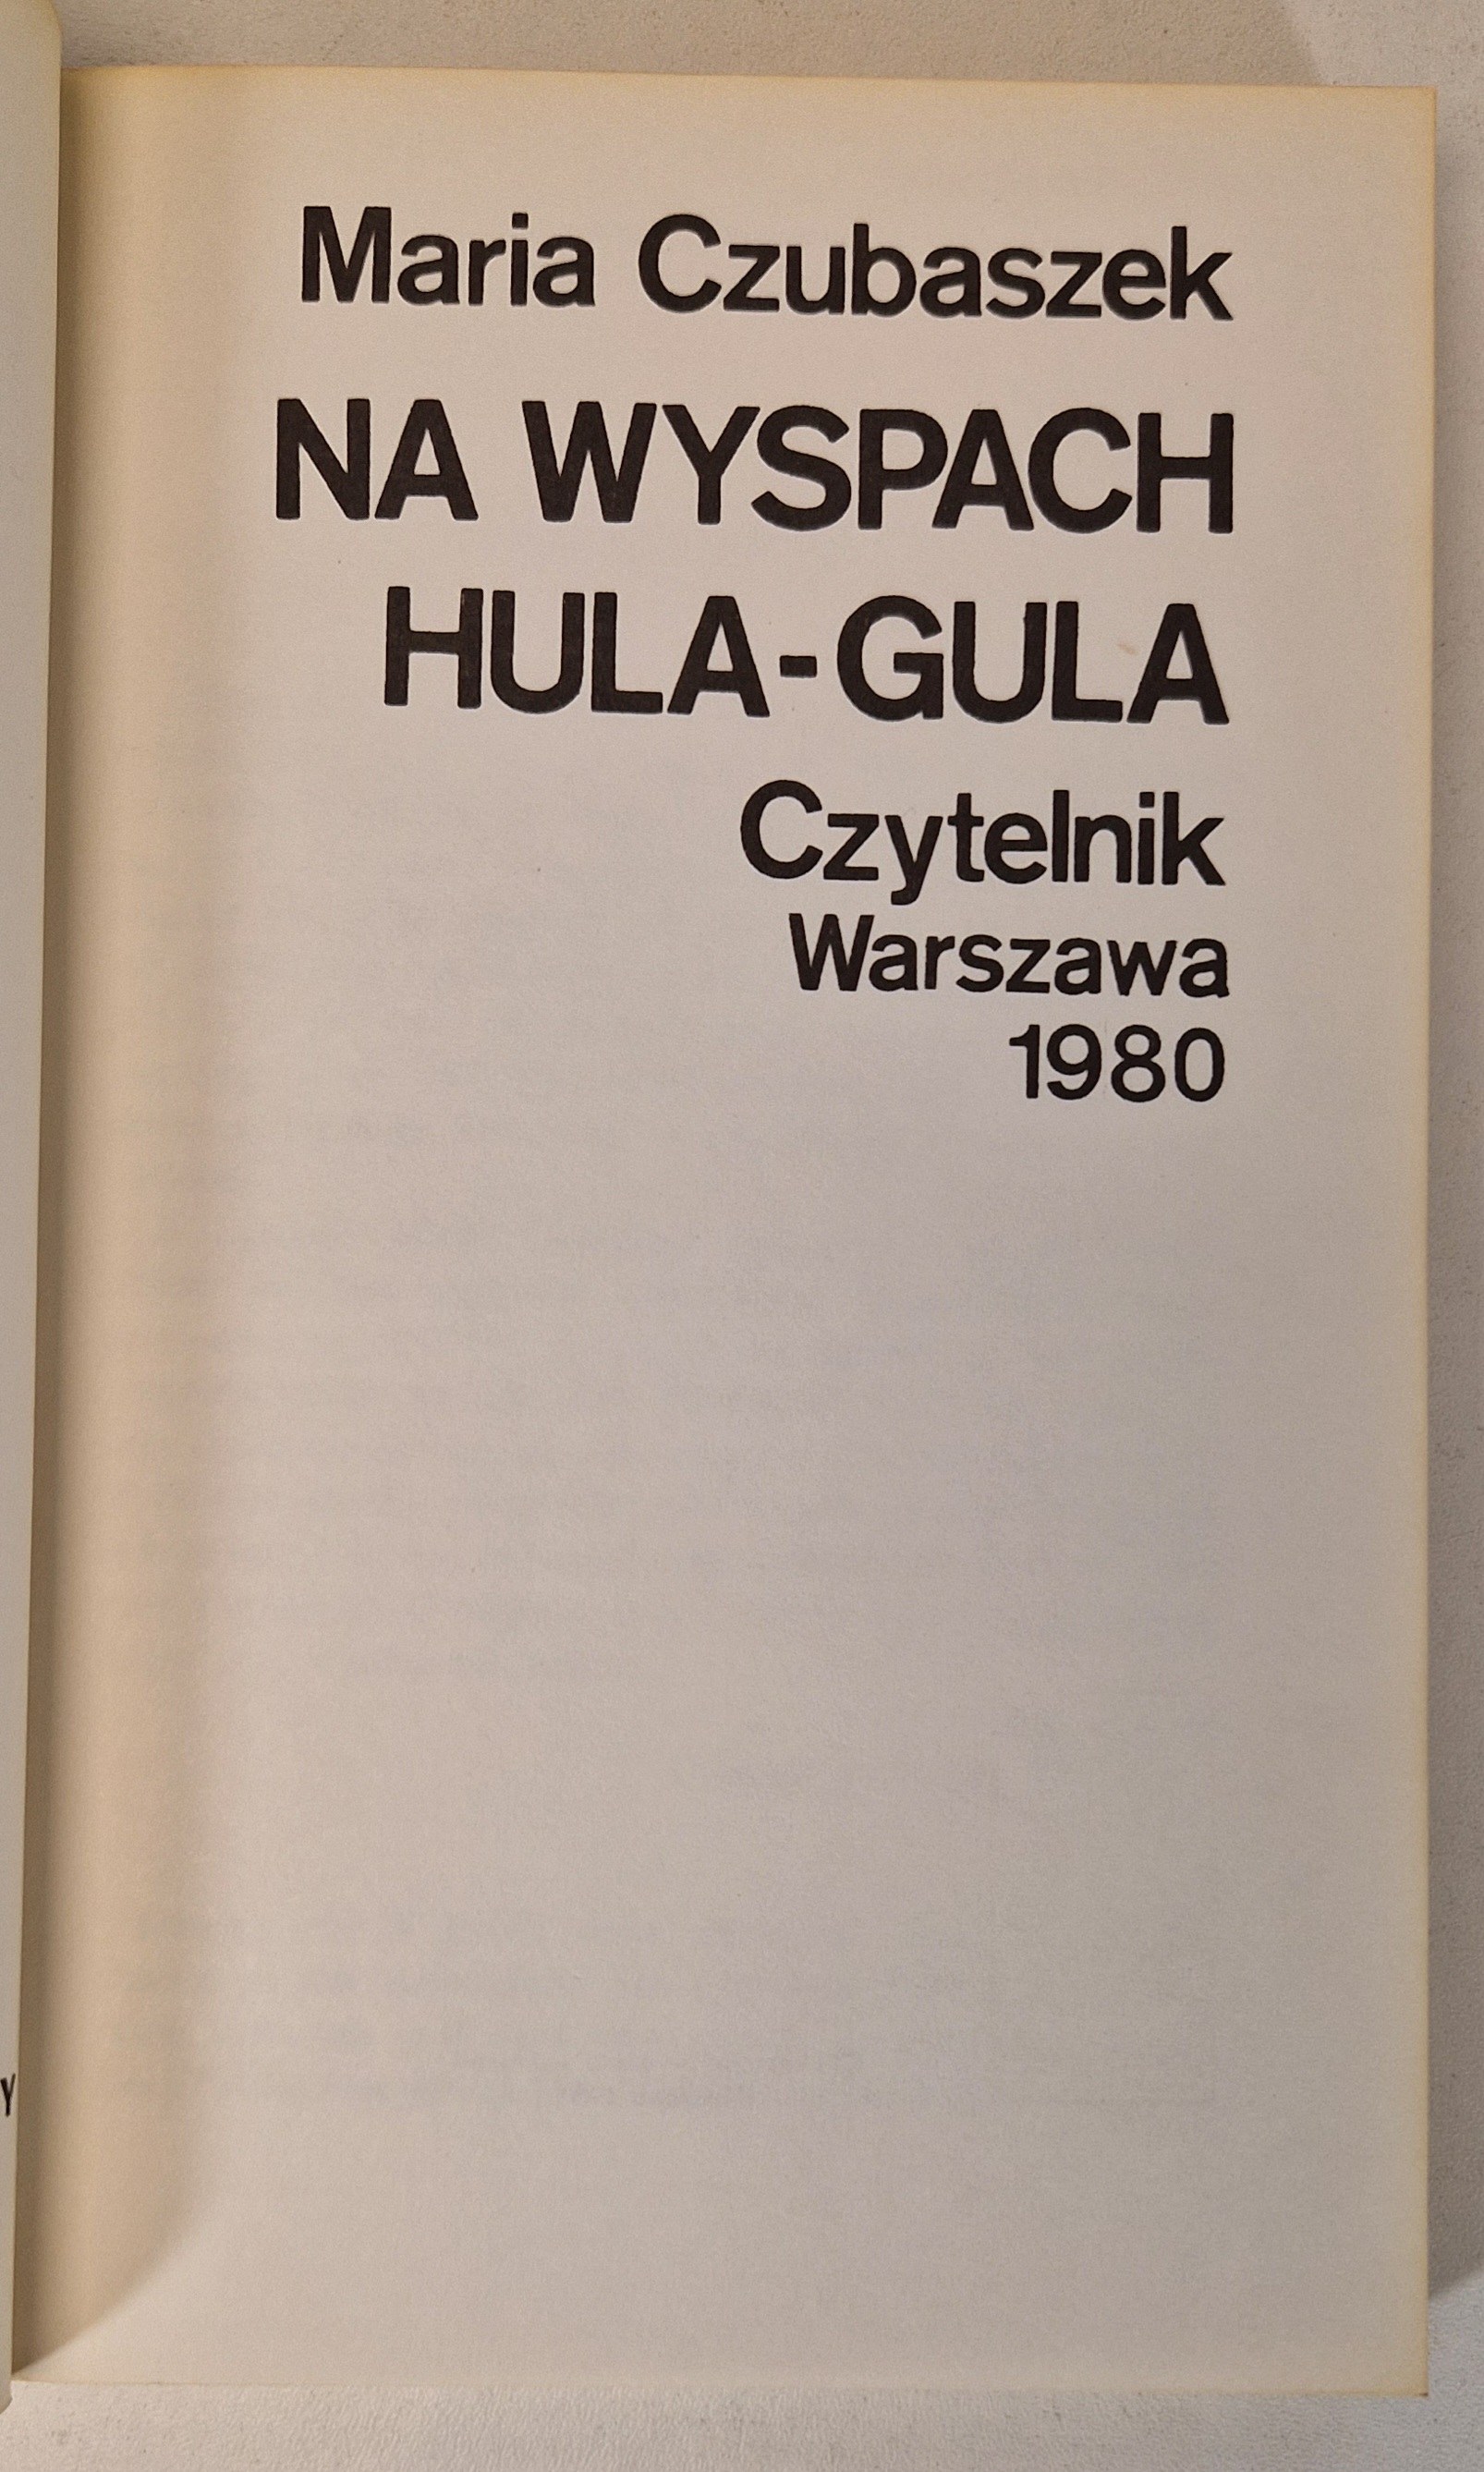 Maria Czubaszek
NA WYSPACH
HULA-GULA
Czytelnik
Warszawa
1980
Y